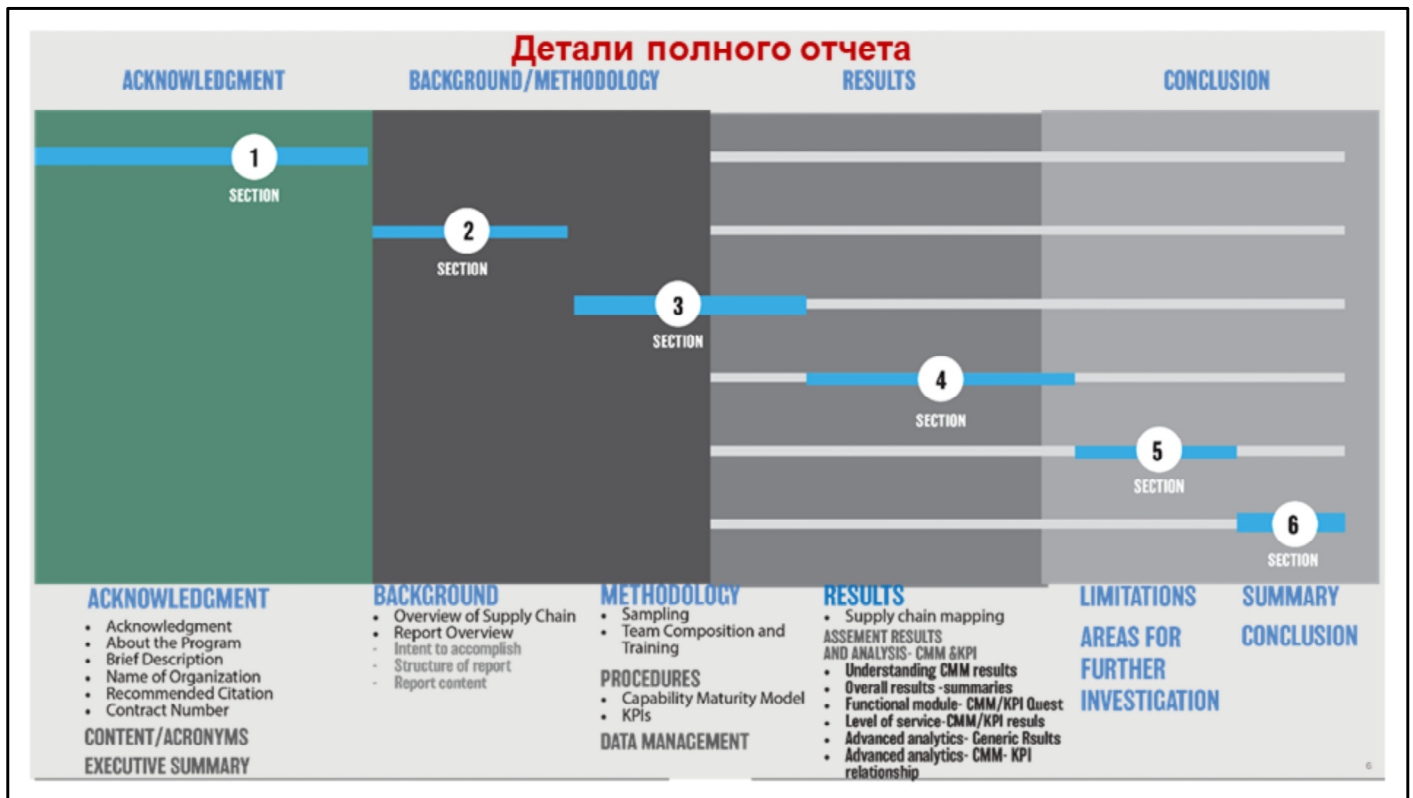 Детали полного отчета
ACKNOWLEDGMENT
BACKGROUND/METHODOLOGY
RESULTS
CONCLUSION
1
SECTION
2
SECTION
3
SECTION
4
SECTION
5
SECTION
6
SECTION
ACKNOWLEDGMENT
• Acknowledgment
• About the Program
• Brief Description
• Name of Organization
• Recommended Citation
• Contract Number
CONTENT/ACRONYMS
EXECUTIVE SUMMARY
BACKGROUND
• Overview of Supply Chain
• Report Overview
- Intent to accomplish
- Structure of report
- Report content
METHODOLOGY
• Sampling
• Team Composition and
Training
PROCEDURES
• Capability Maturity Model
• KPIs
DATA MANAGEMENT
RESULTS
• Supply chain mapping
ASSEMENT RESULTS
AND ANALYSIS- CMM &KPI
• Understanding CMM results
• Overall results -summaries
• Functional module- CMM/KPI Quest
• Level of service-CMM/KPI resuls
• Advanced analytics- Generic Rsults
• Advanced analytics- CMM- KPI
relationship
LIMITATIONS
AREAS FOR
FURTHER
INVESTIGATION
SUMMARY
CONCLUSION
6